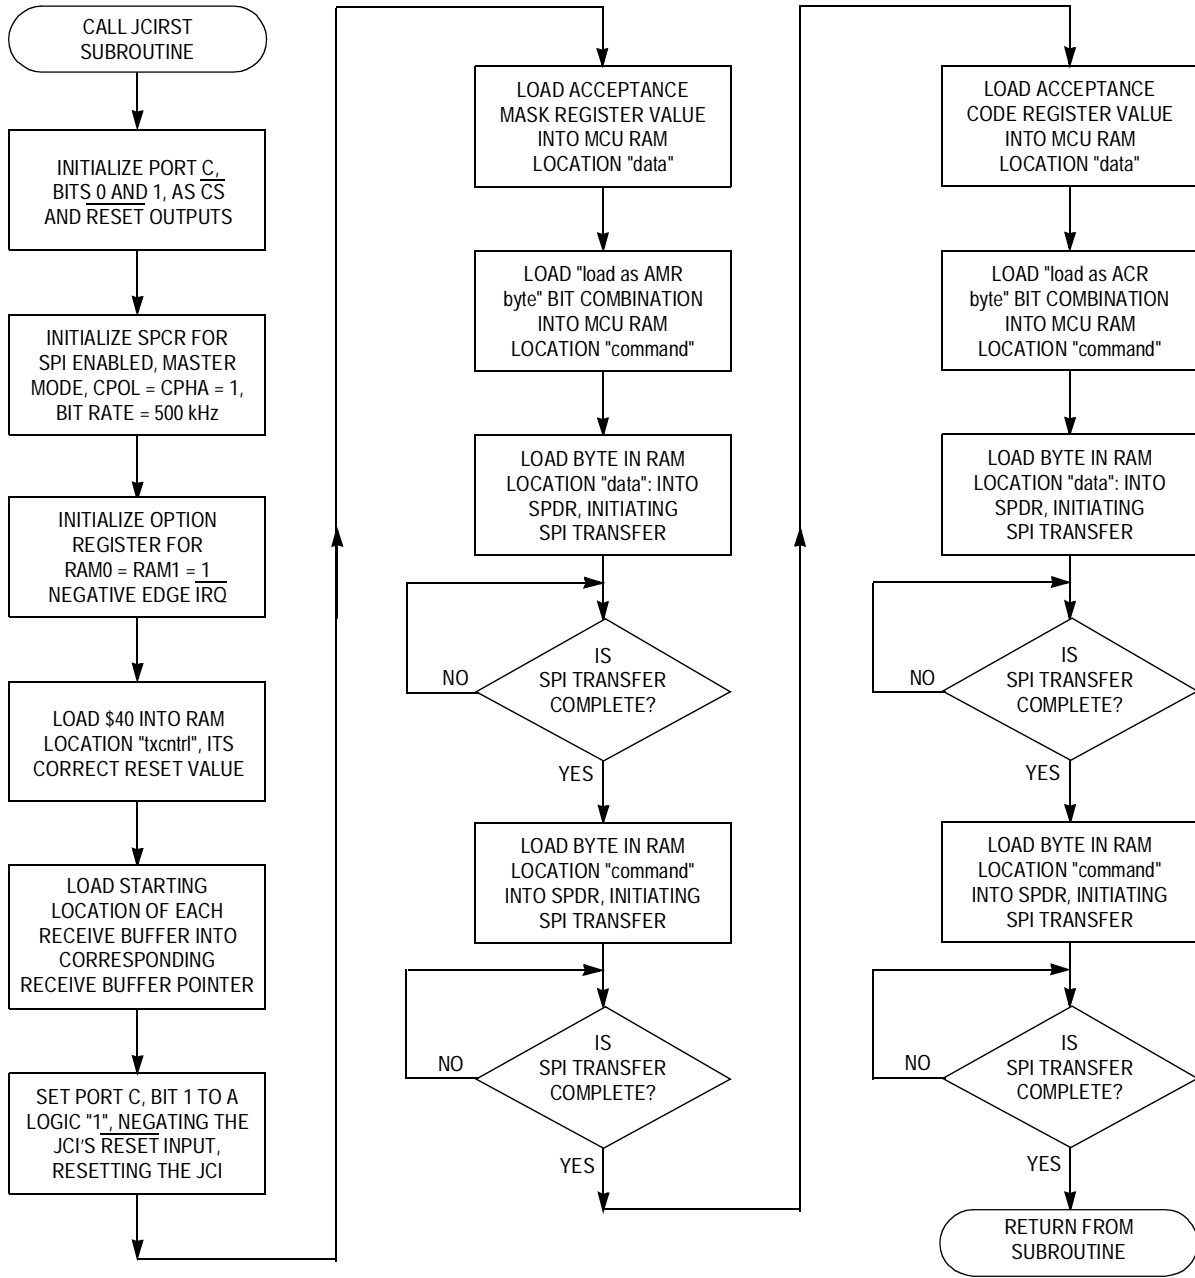 CALL JCIRST
SUBROUTINE
INITIALIZE PORT C,
BITS 0 AND 1, AS CS
AND RESET OUTPUTS
INITIALIZE SPCR FOR
SPI ENABLED, MASTER
MODE, CPOL = CPHA = 1,
BIT RATE = 500 kHz
INITIALIZE OPTION
REGISTER FOR
RAM0 = RAM1 = 1
NEGATIVE EDGE IRQ
LOAD $40 INTO RAM
LOCATION "txcntrl", ITS
CORRECT RESET VALUE
LOAD STARTING
LOCATION OF EACH
RECEIVE BUFFER INTO
CORRESPONDING
RECEIVE BUFFER POINTER
SET PORT C, BIT 1 TO A
LOGIC "1", NEGATING THE
JCI'S RESET INPUT,
RESETTING THE JCI
LOAD ACCEPTANCE
MASK REGISTER VALUE
INTO MCU RAM
LOCATION "data"
LOAD "load as AMR
byte" BIT COMBINATION
INTO MCU RAM
LOCATION "command"
LOAD BYTE IN RAM
LOCATION "data": INTO
SPDR, INITIATING
SPI TRANSFER
IS
SPI TRANSFER
COMPLETE?
NO
YES
LOAD BYTE IN RAM
LOCATION "command"
INTO SPDR, INITIATING
SPI TRANSFER
IS
SPI TRANSFER
COMPLETE?
NO
YES
LOAD ACCEPTANCE
CODE REGISTER VALUE
INTO MCU RAM
LOCATION "data"
LOAD "load as ACR
byte" BIT COMBINATION
INTO MCU RAM
LOCATION "command"
LOAD BYTE IN RAM
LOCATION "data": INTO
SPDR, INITIATING
SPI TRANSFER
IS
SPI TRANSFER
COMPLETE?
NO
YES
LOAD BYTE IN RAM
LOCATION "command"
INTO SPDR, INITIATING
SPI TRANSFER
IS
SPI TRANSFER
COMPLETE?
NO
YES
RETURN FROM
SUBROUTINE